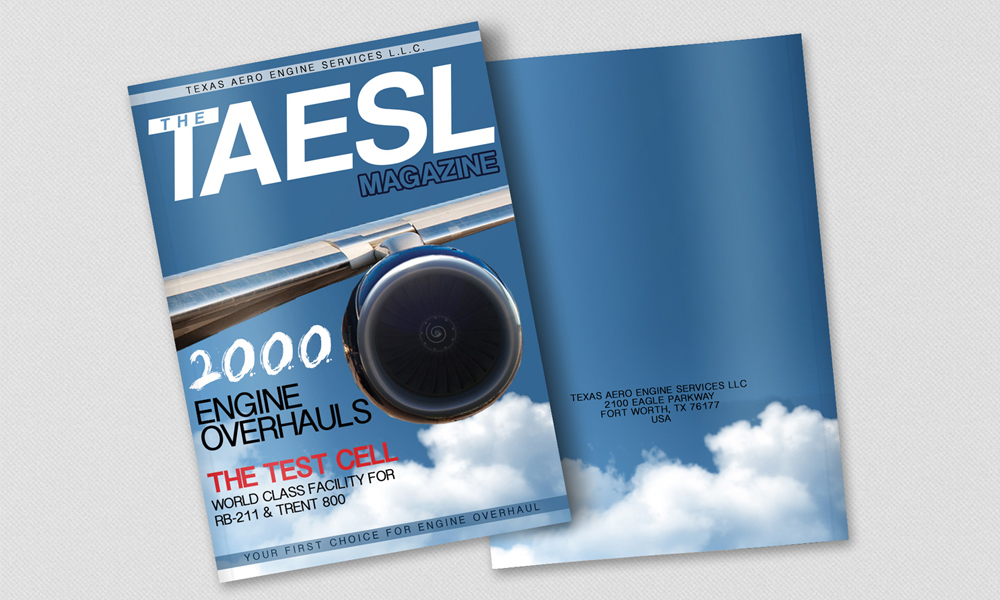 TEXAS AERO ENGINE SERVICES L.L.C.
THE
TAESL
MAGAZINE
2000
ENGINE
OVERHAULS
THE TEST CELL
WORLD CLASS FACILITY FOR
RB-211 & TRENT 800
YOUR FIRST CHOICE FOR ENGINE OVERHAUL
TEXAS AERO ENGINE SERVICES LLC
2100 EAGLE PARKWAY
FORT WORTH, TX 76177
USA